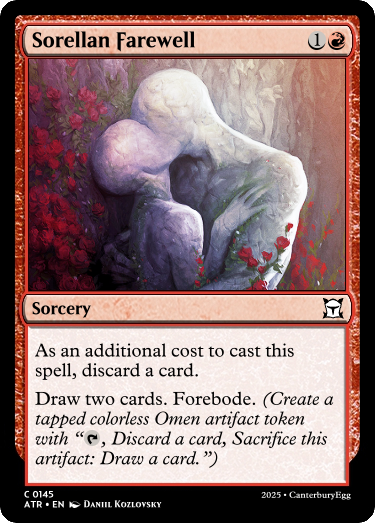 Sorellan Farewell 1
Sorcery
As an additional cost to cast this
spell, discard a card.
Draw two cards. Forebode. (Create a
tapped colorless Omen artifact token
with “, Discard a card, Sacrifice this
artifact: Draw a card.”)
C 0145
ATR • EN Daniil Kozlovsky
2025 • CanterburyEgg